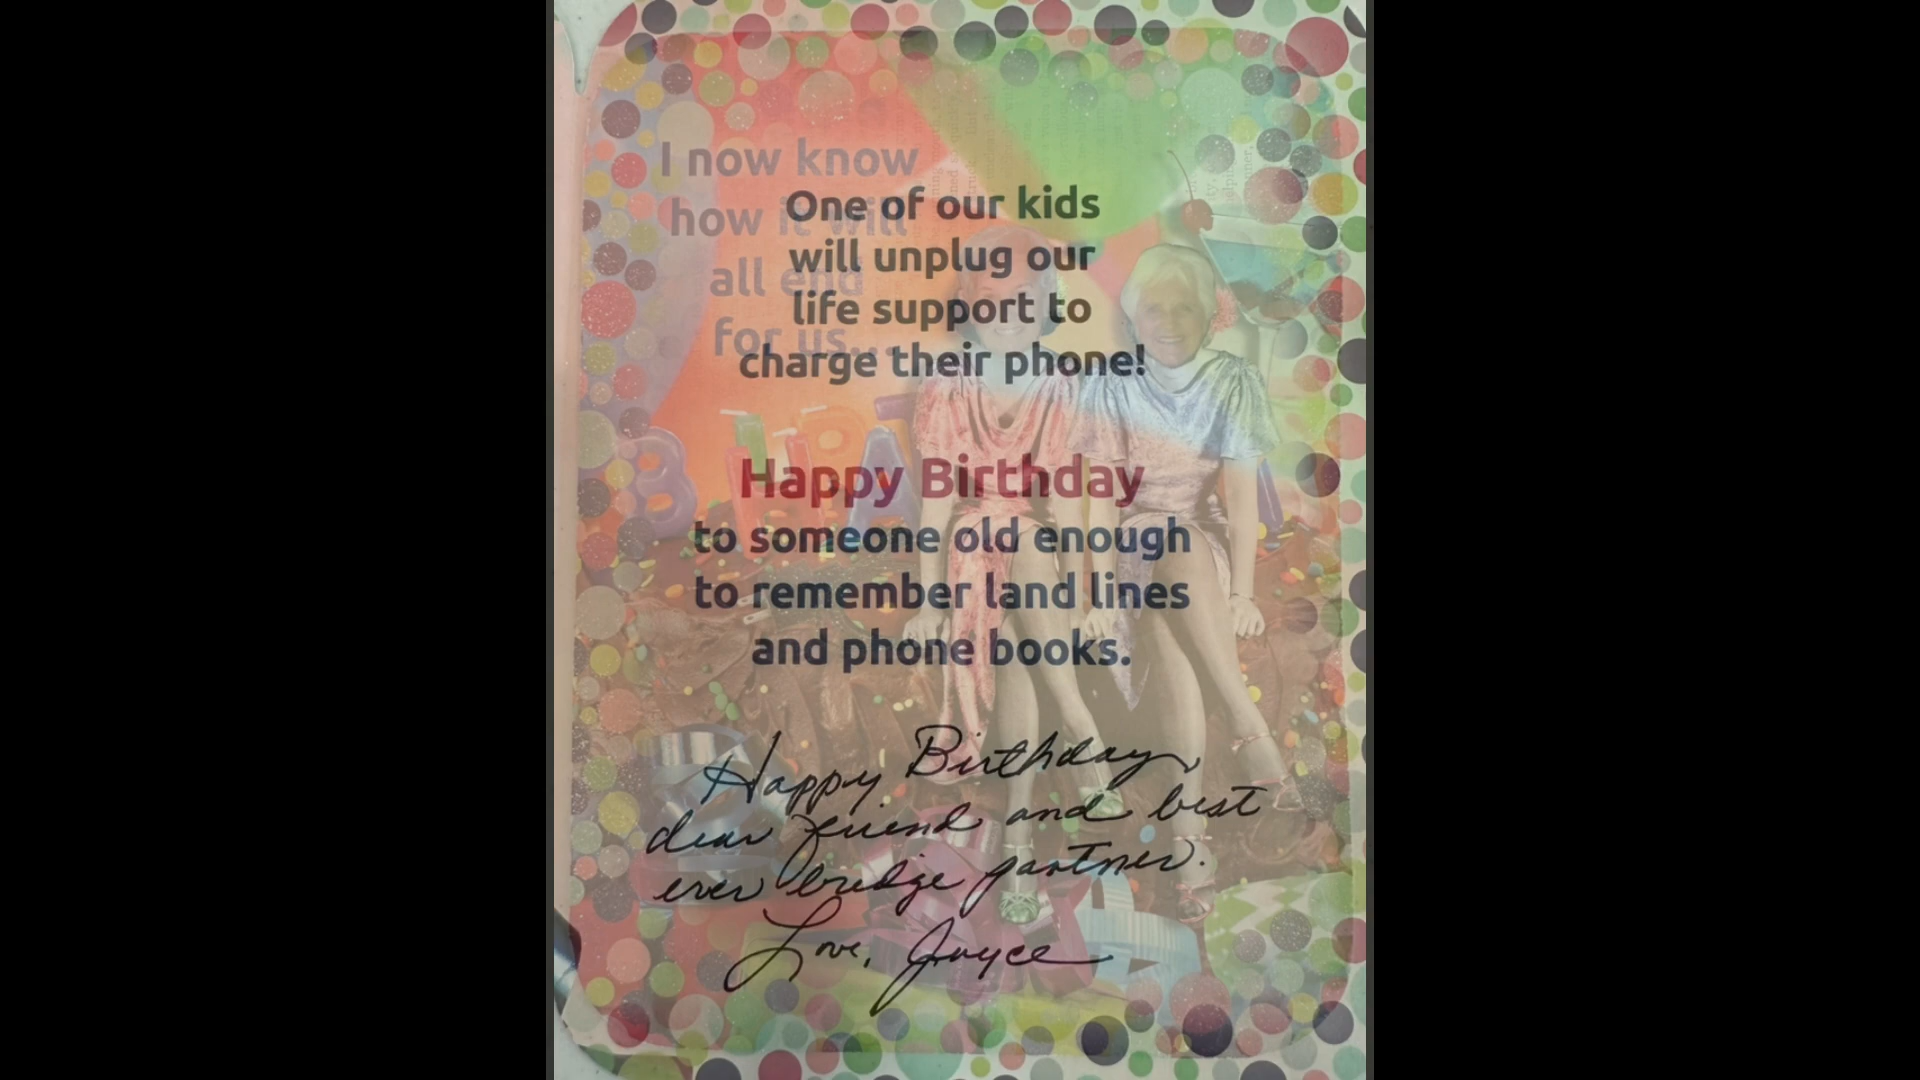 I now know
how it will
all end
for us...
One of our kids
will unplug our
life support to
charge their phone!
Happy Birthday
to someone old enough
to remember land lines
and phone books.
Happy Birthday,
dear friend and best
ever bridge partner.
Love, Joyce